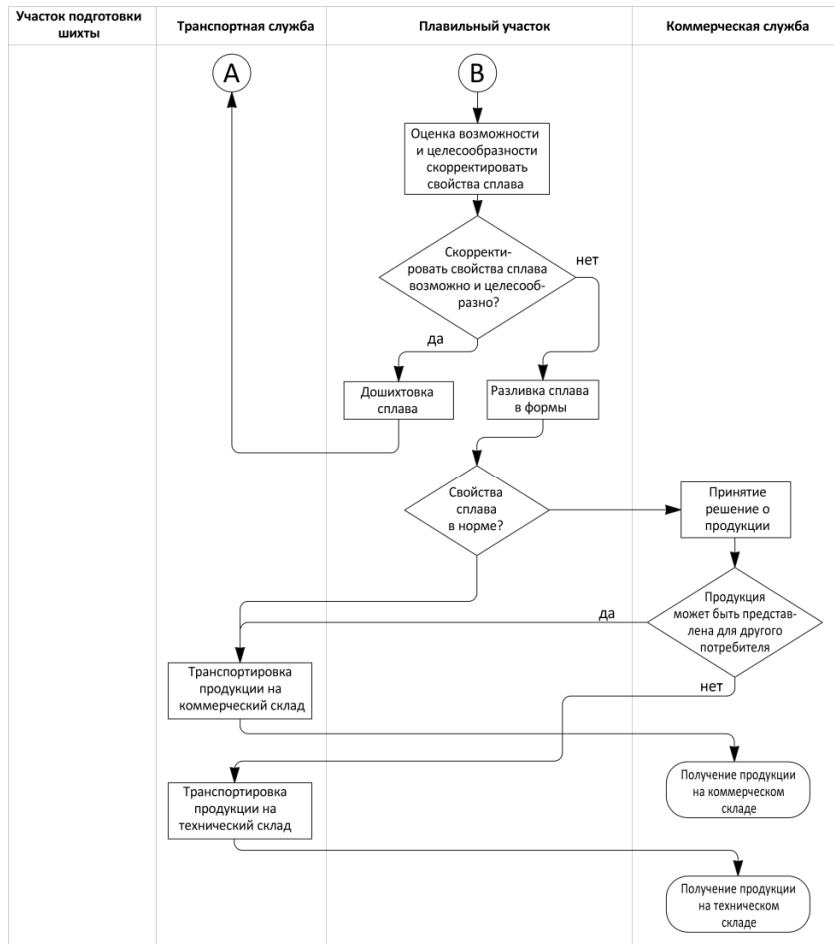 Участок подготовки
шихты
Транспортная служба
Плавильный участок
Коммерческая служба
A
B
Оценка возможности
и целесообразности
скорректировать
свойства сплава
Скорректи-
ровать свойства сплава
возможно и целесооб-
разно?
нет
да
Дошихтовка
сплава
Разливка сплава
в формы
Свойства
сплава
в норме?
Принятие
решение о
продукции
Продукция
может быть представ-
лена для другого
потребителя
да
нет
Транспортировка
продукции на
коммерческий склад
Получение продукции
на коммерческом
складе
Транспортировка
продукции на
технический склад
Получение продукции
на техническом
складе